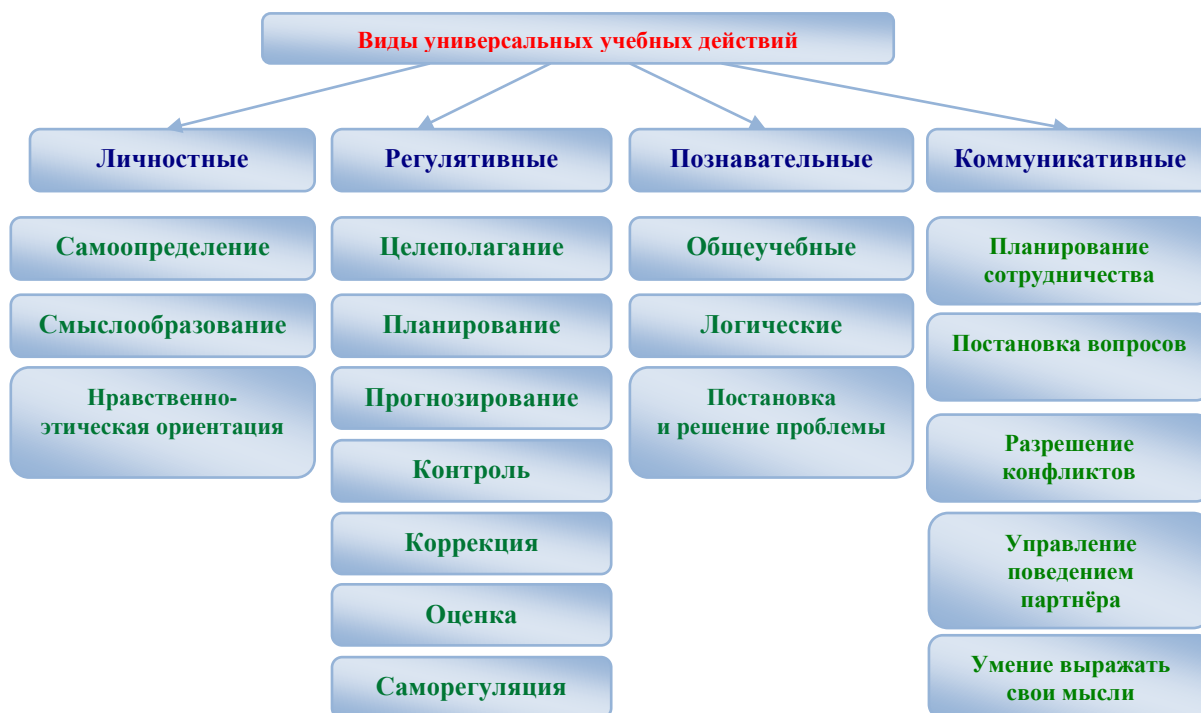 Виды универсальных учебных действий
Личностные
Регулятивные
Познавательные
Коммуникативные
Самоопределение
Смыслообразование
Нравственно-
этическая ориентация
Целеполагание
Планирование
Прогнозирование
Контроль
Коррекция
Оценка
Саморегуляция
Общеучебные
Логические
Постановка
и решение проблемы
Планирование
сотрудничества
Постановка вопросов
Разрешение
конфликтов
Управление
поведением
партнёра
Умение выражать
свои мысли